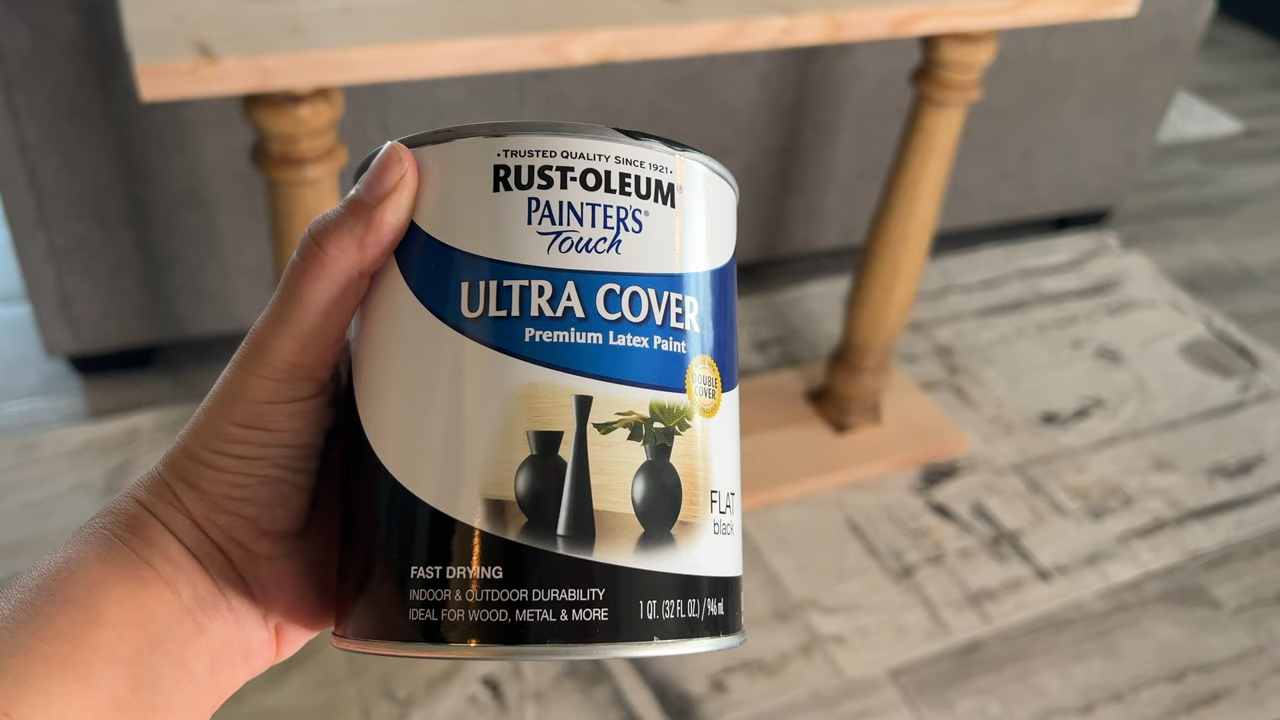 •TRUSTED QUALITY SINCE 1921•
RUST-OLEUM®
PAINTER'S®
Touch
ULTRA COVER
Premium Latex Paint
DOUBLE
COVER
FLAT
black
FAST DRYING
INDOOR & OUTDOOR DURABILITY
IDEAL FOR WOOD, METAL & MORE
1 QT. (32 FL. OZ.) / 946 mL